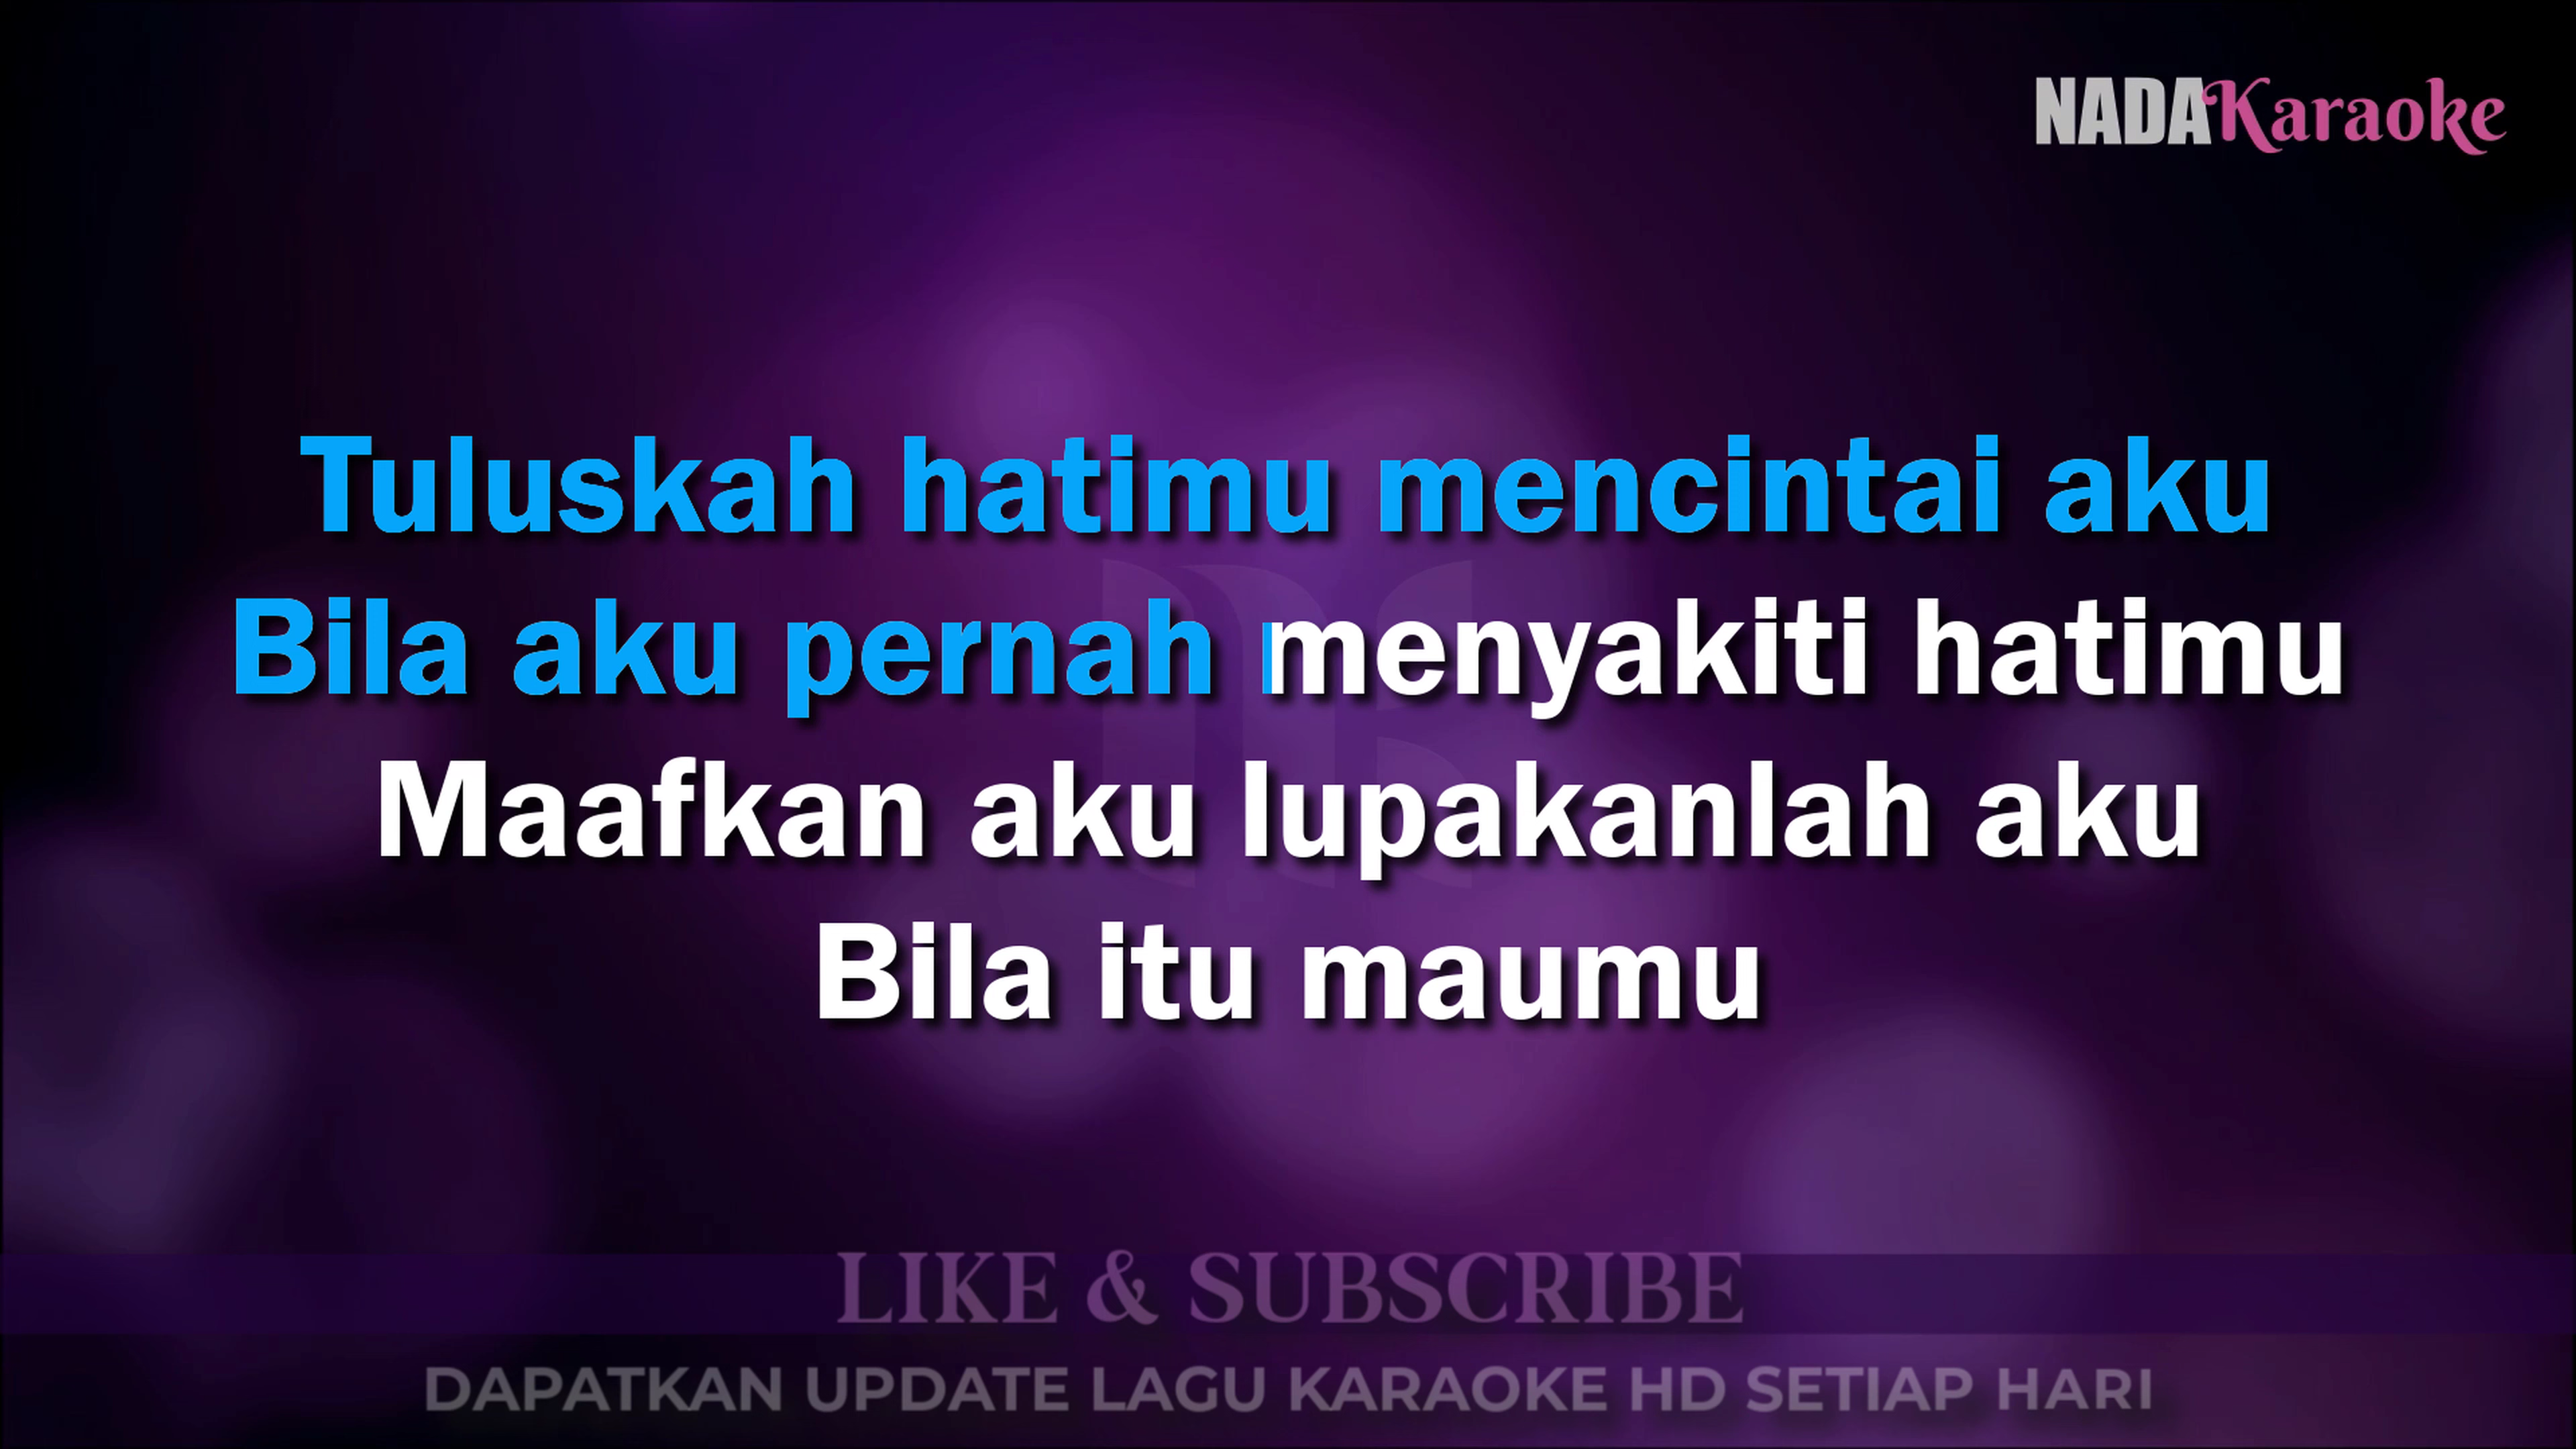 NADAKaraoke
Tuluskah hatimu mencintai aku
Bila aku pernah menyakiti hatimu
Maafkan aku lupakanlah aku
Bila itu maumu
LIKE & SUBSCRIBE
DAPATKAN UPDATE LAGU KARAOKE HD SETIAP HARI